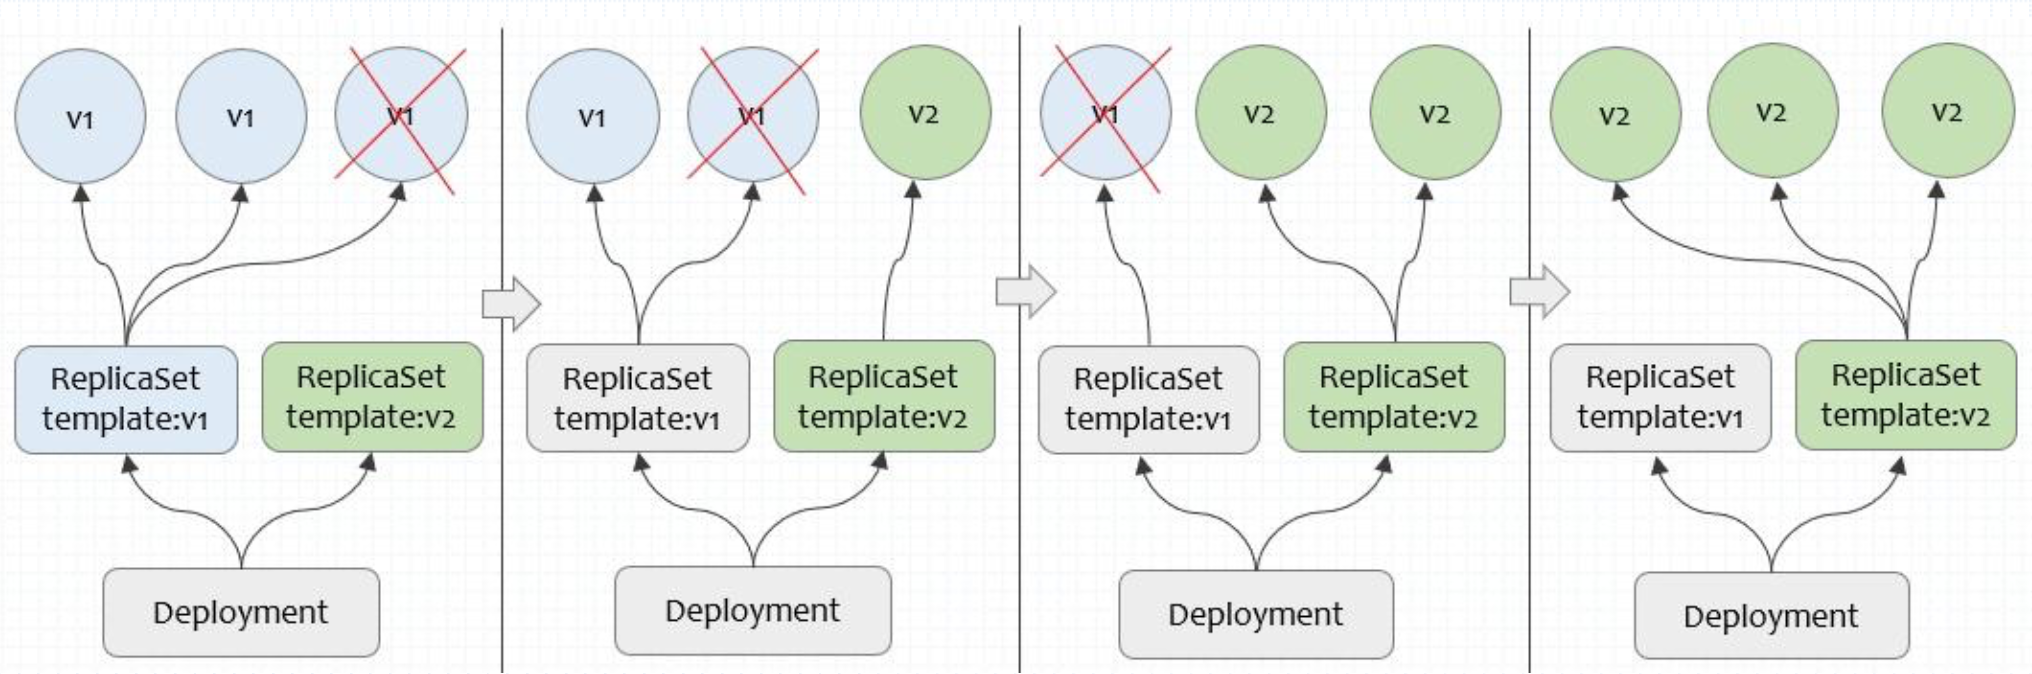 v1
v1
v1
ReplicaSet
template:v1
ReplicaSet
template:v2
Deployment
v1
v1
v2
ReplicaSet
template:v1
ReplicaSet
template:v2
Deployment
v1
v2
v2
ReplicaSet
template:v1
ReplicaSet
template:v2
Deployment
v2
v2
v2
ReplicaSet
template:v1
ReplicaSet
template:v2
Deployment